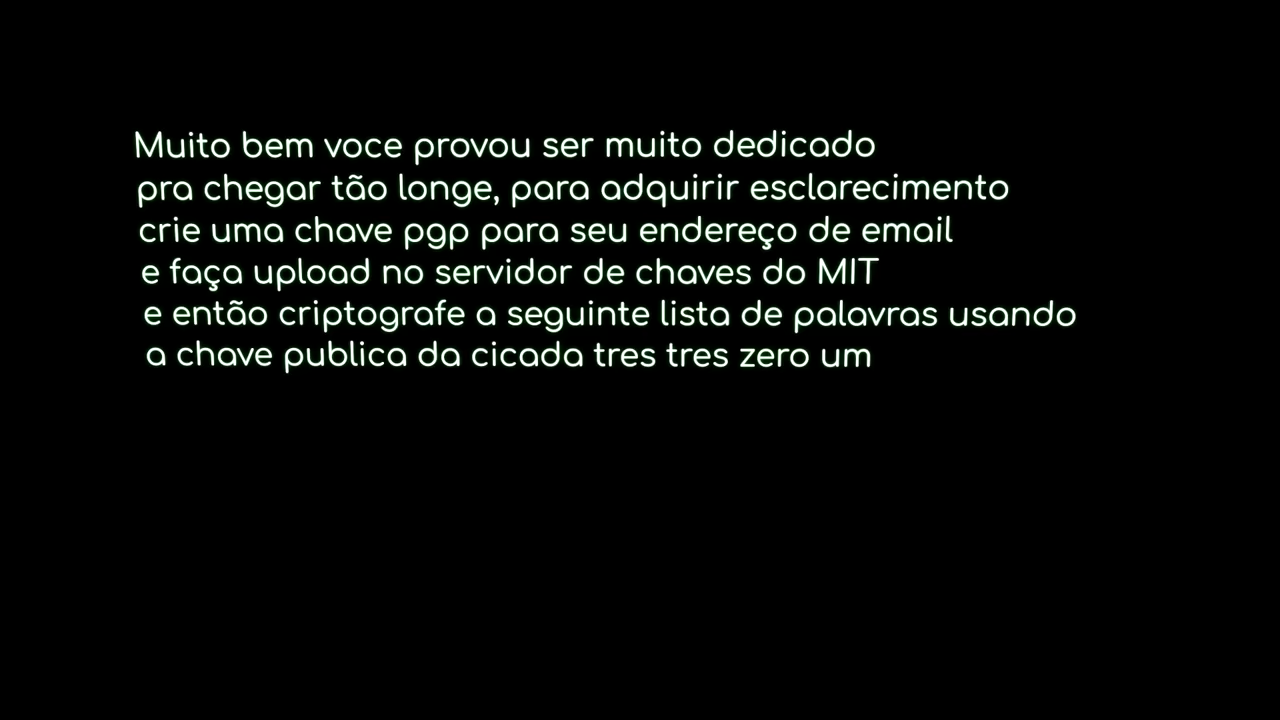 Muito bem voce provou ser muito dedicado
pra chegar tão longe, para adquirir esclarecimento
crie uma chave pgp para seu endereço de email
e faça upload no servidor de chaves do MIT
e então criptografe a seguinte lista de palavras usando
a chave publica da cicada tres tres zero um